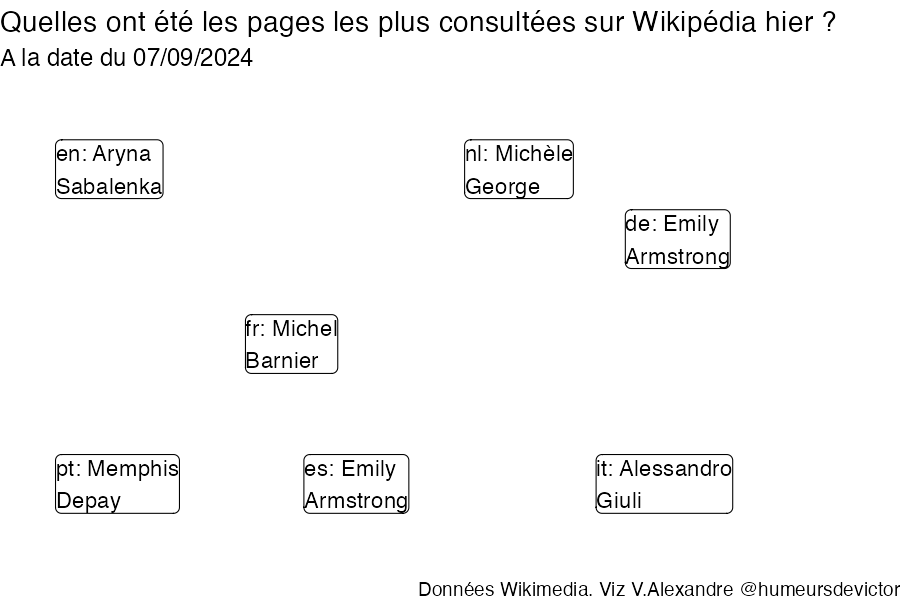 Quelles ont été les pages les plus consultées sur Wikipédia hier ?
A la date du 07/09/2024
en: Aryna
Sabalenka
nl: Michèle
George
de: Emily
Armstrong
fr: Michel
Barnier
pt: Memphis
Depay
es: Emily
Armstrong
it: Alessandro
Giuli
Données Wikimedia. Viz V.Alexandre @humeursdevictor